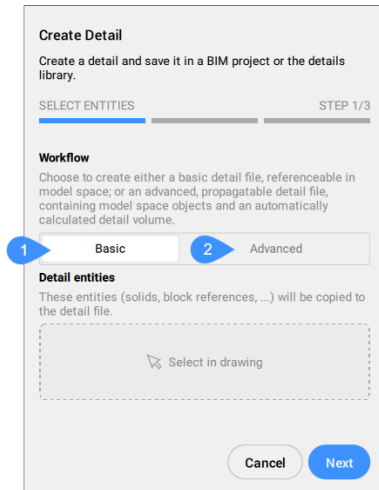 Create Detail
Create a detail and save it in a BIM project or the details
library.
SELECT ENTITIES STEP 1/3
Workflow
Choose to create either a basic detail file, referenceable in
model space; or an advanced, propagatable detail file,
containing model space objects and an automatically
calculated detail volume.
1 Basic 2 Advanced
Detail entities
These entities (solids, block references, ...) will be copied to
the detail file.
Select in drawing
Cancel Next